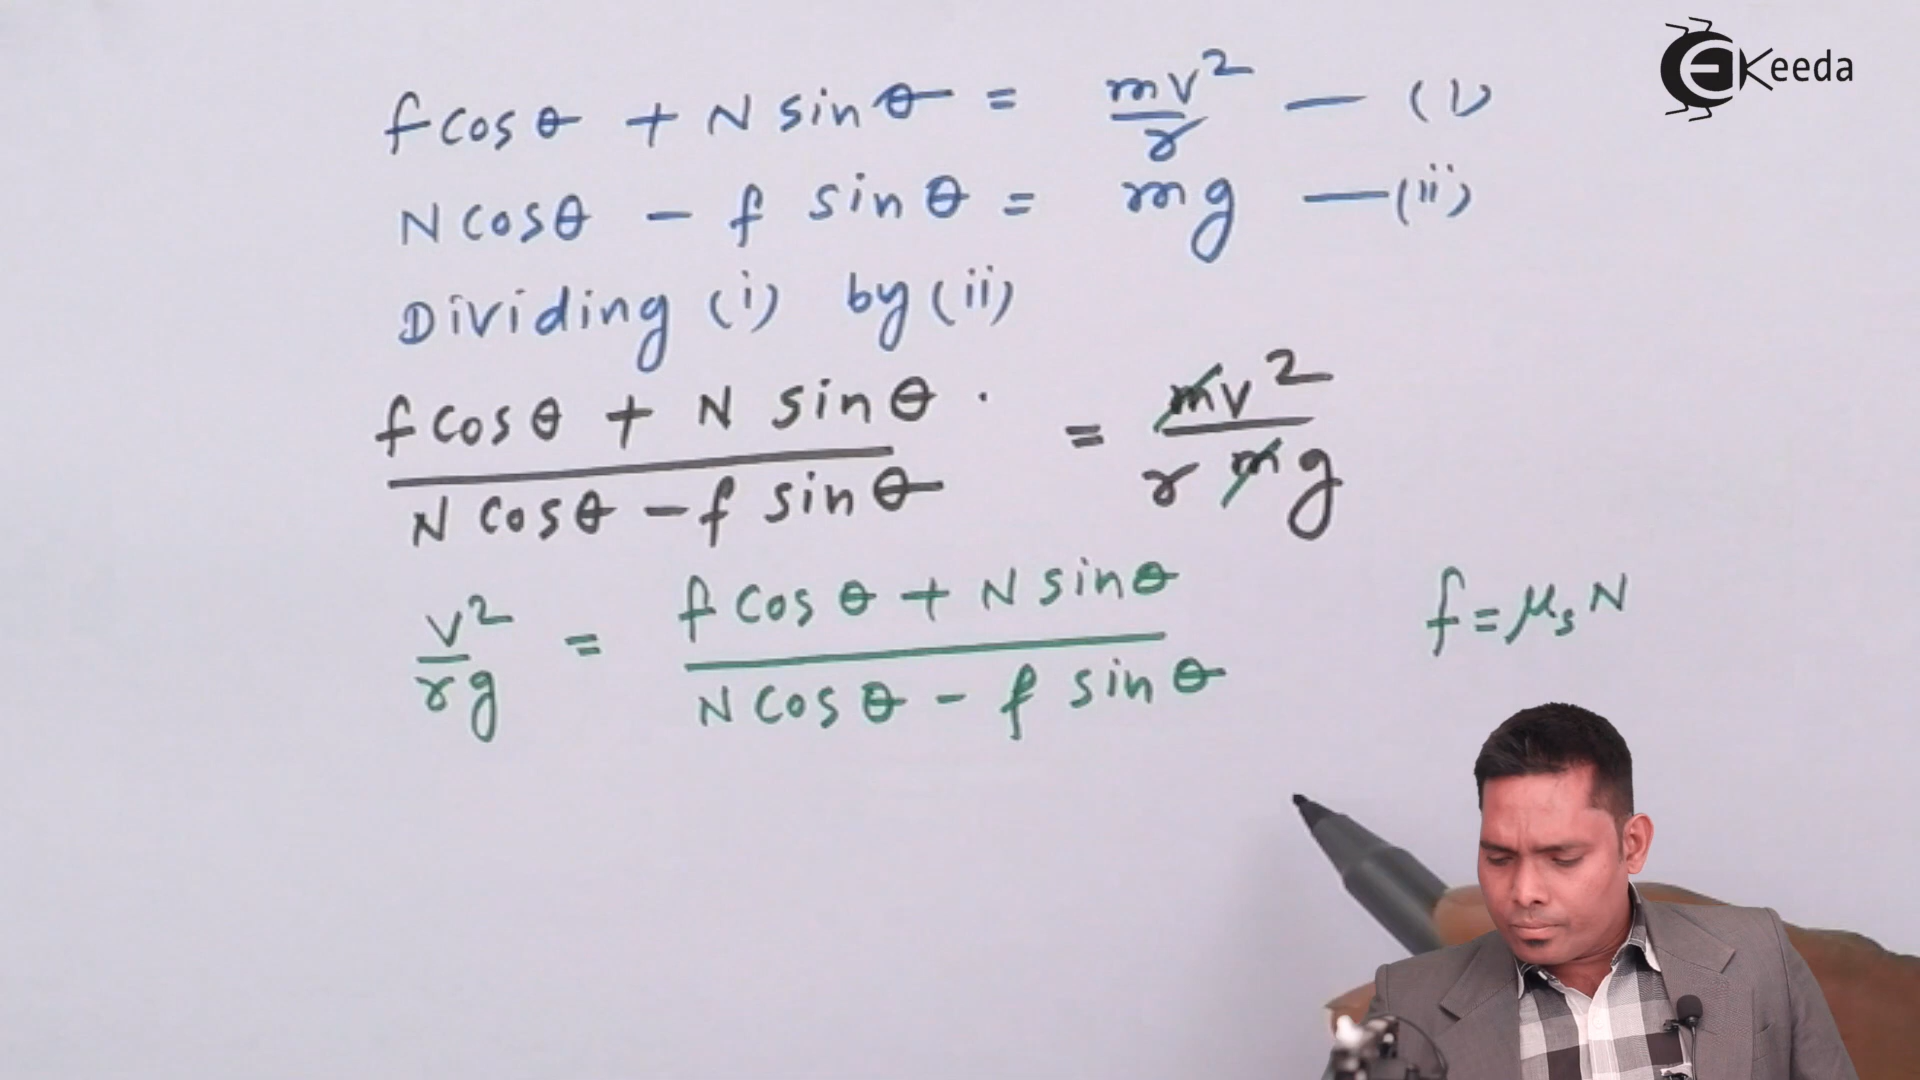 EKeeda
f cos θ + N sin θ = mv²/r — (i)
N cos θ – f sin θ = mg — (ii)
Dividing (i) by (ii)
f cos θ + N sin θ . / N cos θ – f sin θ = mv²/r mg
v²/rg = f cos θ + N sin θ / N cos θ – f sin θ
f = μₛ N